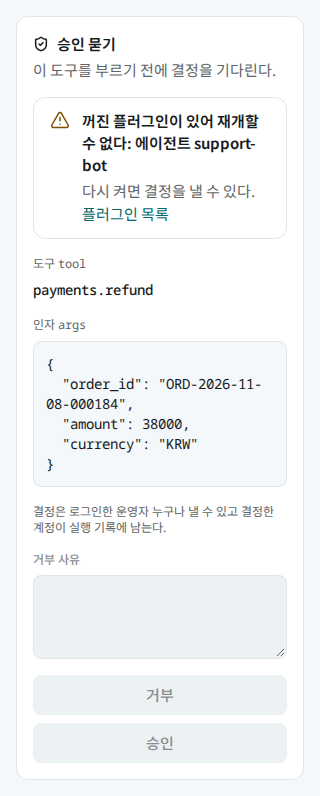 승인 묻기
이 도구를 부르기 전에 결정을 기다린다.
꺼진 플러그인이 있어 재개할
수 없다: 에이전트 support-
bot
다시 켜면 결정을 낼 수 있다.
플러그인 목록
도구 tool
payments.refund
인자 args
{
  "order_id": "ORD-2026-11-
08-000184",
  "amount": 38000,
  "currency": "KRW"
}
결정은 로그인한 운영자 누구나 낼 수 있고 결정한
계정이 실행 기록에 남는다.
거부 사유
거부
승인